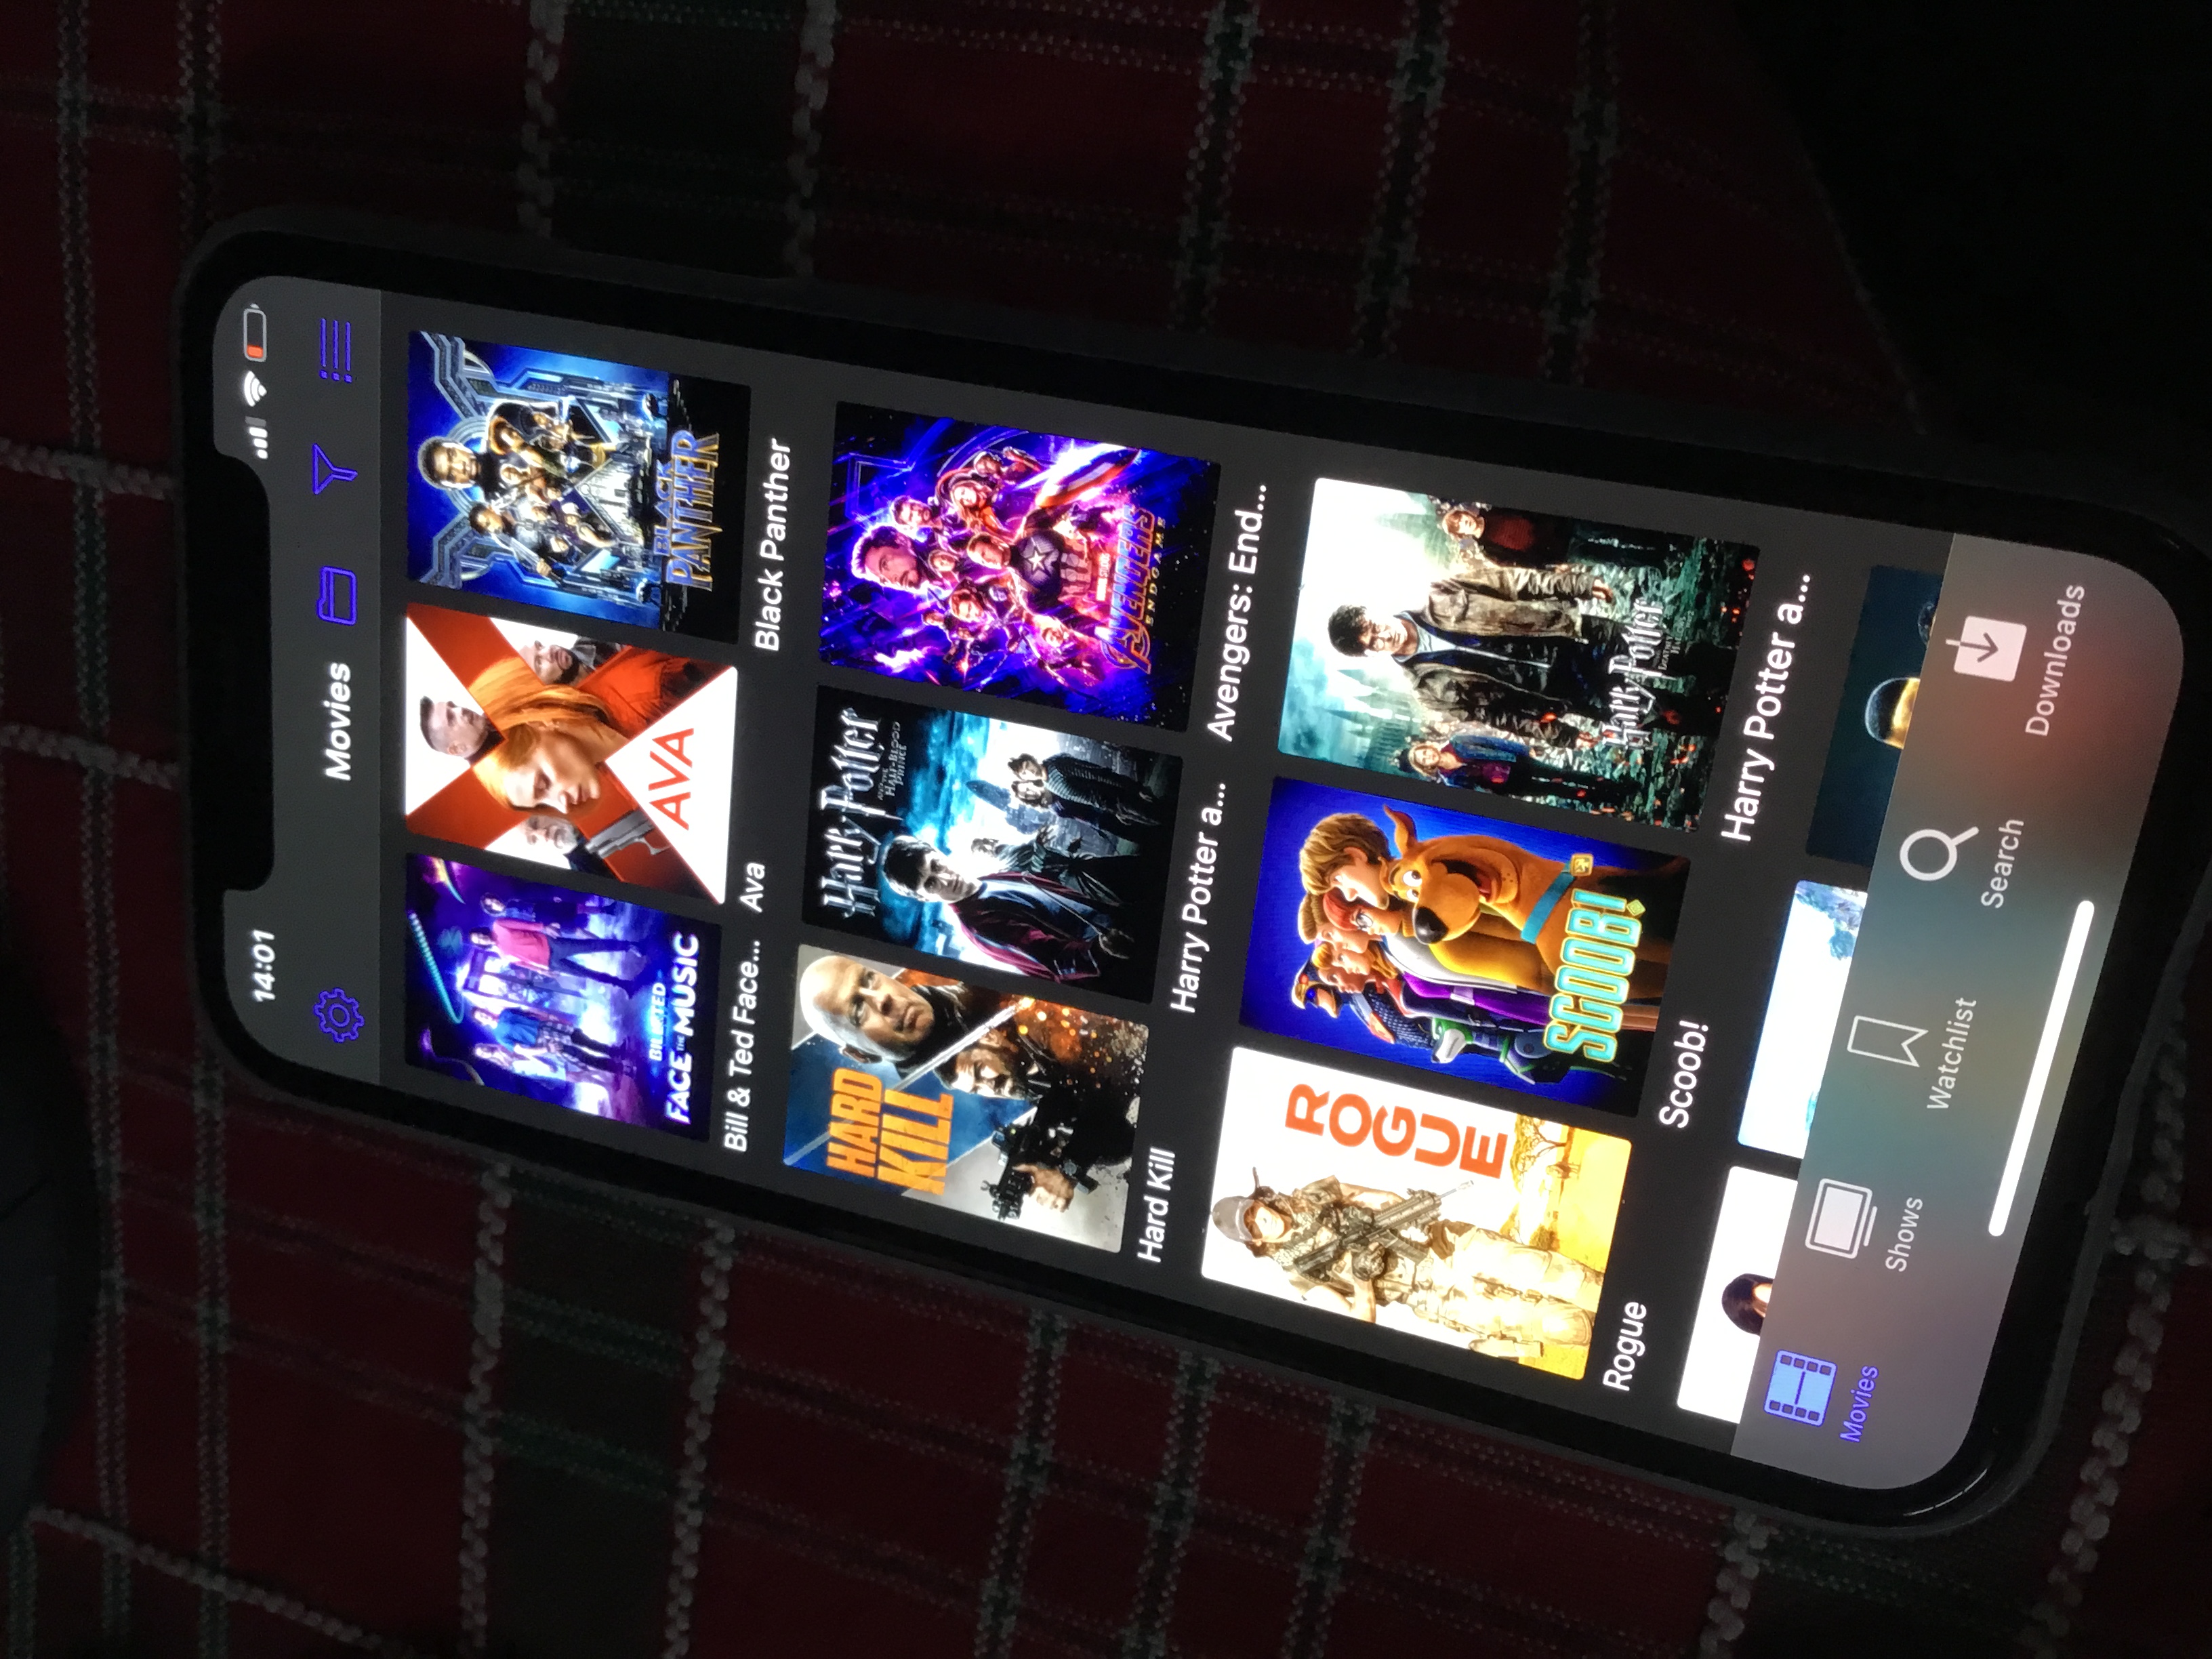 14:01
Movies
BILL & TED
FACE THE MUSIC
AVA
BLACK
PANTHER
Bill & Ted Face...
Ava
Black Panther
HARD
KILL
Harry Potter
AND THE
HALF-BLOOD
PRINCE
AVENGERS
ENDGAME
Hard Kill
Harry Potter a...
Avengers: End...
ROGUE
SCOOB!
Harry Potter
Rogue
Scoob!
Harry Potter a...
Movies
Shows
Watchlist
Search
Downloads